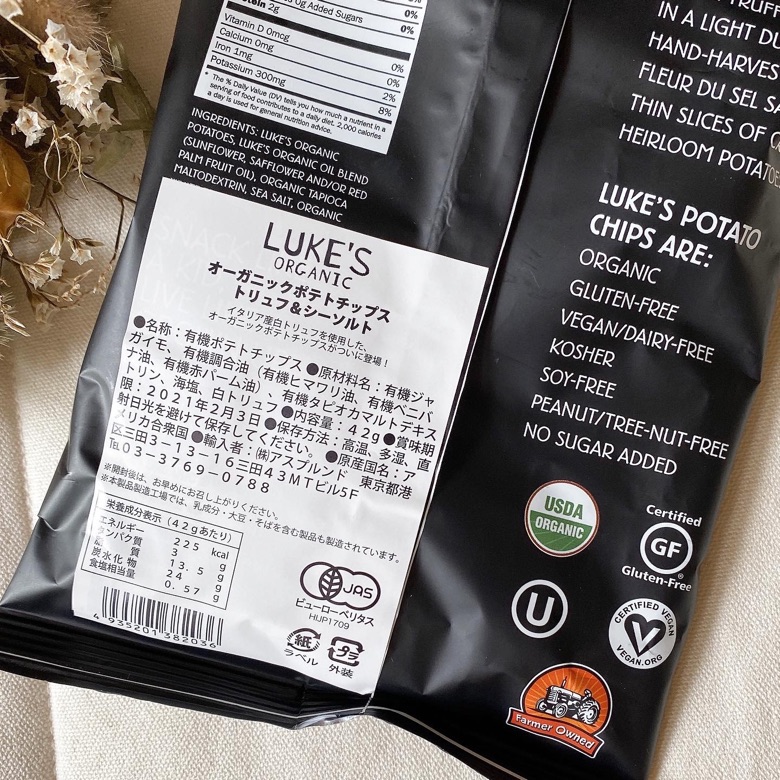 0g Added Sugars 0%
2g 0%
Vitamin D 0mcg
Calcium 0mg 0%
Iron 1mg 0%
Potassium 300mg 2%
8%
* The % Daily Value (DV) tells you how much a nutrient in a
serving of food contributes to a daily diet. 2,000 calories
a day is used for general nutrition advice.
INGREDIENTS: LUKE'S ORGANIC
POTATOES, LUKE'S ORGANIC OIL BLEND
(SUNFLOWER, SAFFLOWER AND/OR RED
PALM FRUIT OIL), ORGANIC TAPIOCA
MALTODEXTRIN, SEA SALT, ORGANIC
LUKE'S
ORGANIC
オーガニックポテトチップス
トリュフ&シーソルト
イタリア産白トリュフを使用した、
オーガニックポテトチップスがついに登場!
●名称:有機ポテトチップス ●原材料名:有機ジャ
ガイモ、有機調合油(有機ヒマワリ油、有機ベニバ
ナ油、有機赤パーム油)、有機タピオカマルトデキス
トリン、海塩、白トリュフ ●内容量:42g ●賞味期
限:2021年2月3日 ●保存方法:高温、多湿、直
射日光を避けて保存してください。 ●原産国名:ア
メリカ合衆国 ●輸入者:㈱アスプルンド 東京都港
区三田3-13-16三田43MTビル5F
℡03-3769-0788
※開封後は、お早めにお召し上がりください。
※本製品製造工場では、乳成分・大豆・そばを含む製品も製造されています。
栄養成分表示(42gあたり)
エネルギー 225 kcal
タンパク質 3 g
脂質 13.5 g
炭水化物 24 g
食塩相当量 0.57 g
4 935201 382036
JAS
ビューローベリタス
HUP1709
紙
ラベル
プラ
外装
IN A LIGHT
HAND-HARVES
FLEUR DU SEL
THIN SLICES OF
HEIRLOOM POTATOE
LUKE'S POTATO
CHIPS ARE:
ORGANIC
GLUTEN-FREE
VEGAN/DAIRY-FREE
KOSHER
SOY-FREE
PEANUT/TREE-NUT-FREE
NO SUGAR ADDED
USDA
ORGANIC
Certified
GF
Gluten-Free
U
CERTIFIED VEGAN
VEGAN.ORG
Farmer Owned